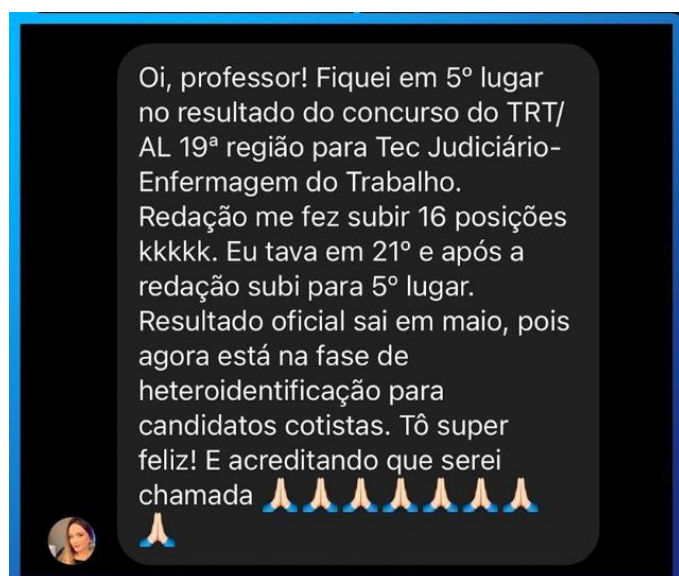 Oi, professor! Fiquei em 5º lugar
no resultado do concurso do TRT/
AL 19ª região para Tec Judiciário-
Enfermagem do Trabalho.
Redação me fez subir 16 posições
kkkkk. Eu tava em 21º e após a
redação subi para 5º lugar.
Resultado oficial sai em maio, pois
agora está na fase de
heteroidentificação para
candidatos cotistas. Tô super
feliz! E acreditando que serei
chamada 🙏🏻🙏🏻🙏🏻🙏🏻🙏🏻🙏🏻🙏🏻
🙏🏻